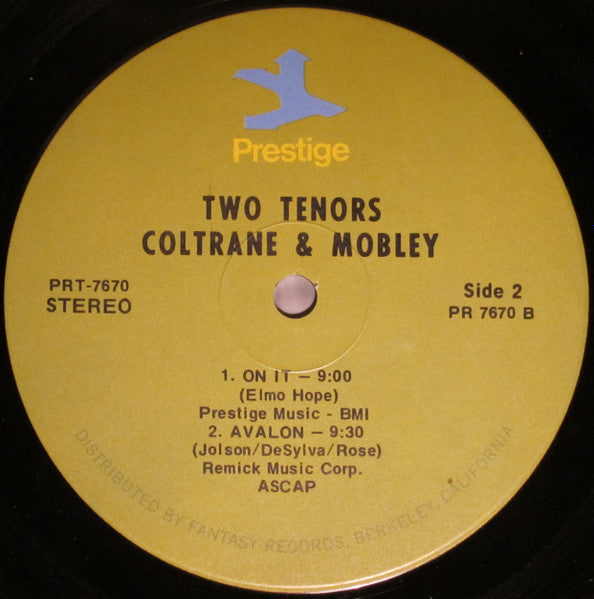 Prestige
TWO TENORS
COLTRANE & MOBLEY
PRT-7670
STEREO
Side 2
PR 7670 B
1. ON IT – 9:00
(Elmo Hope)
Prestige Music - BMI
2. AVALON – 9:30
(Jolson/DeSylva/Rose)
Remick Music Corp.
ASCAP
DISTRIBUTED BY FANTASY RECORDS, BERKELEY, CALIFORNIA